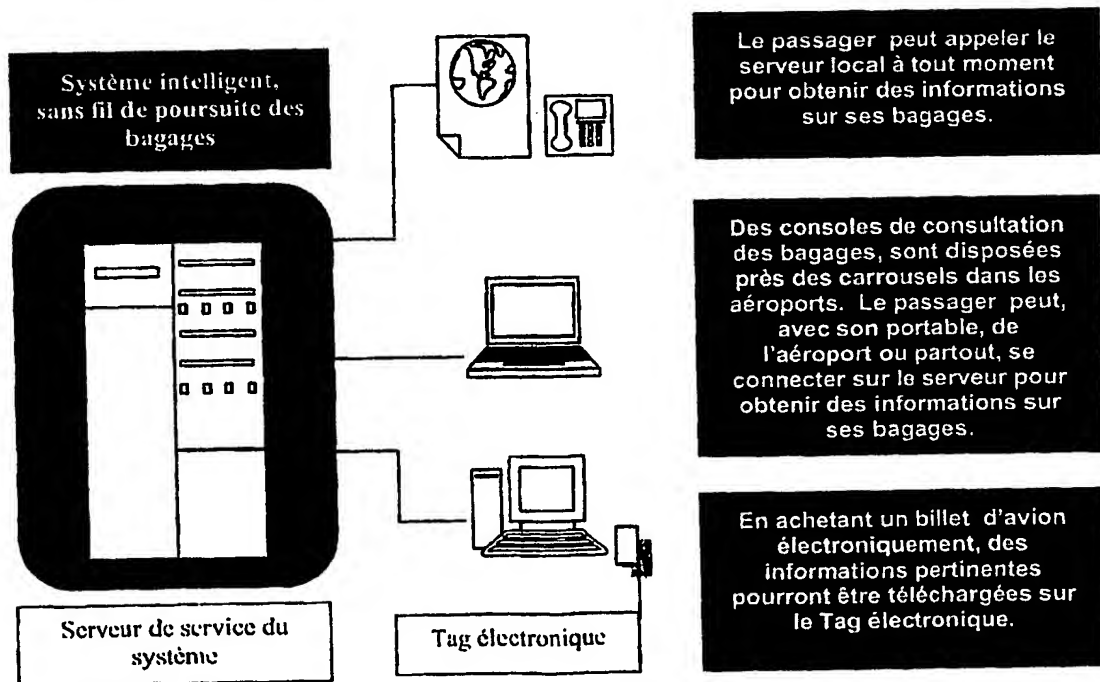 Système intelligent,
sans fil de poursuite des
bagages
Le passager peut appeler le
serveur local à tout moment
pour obtenir des informations
sur ses bagages.
Des consoles de consultation
des bagages, sont disposées
près des carrousels dans les
aéroports. Le passager peut,
avec son portable, de
l'aéroport ou partout, se
connecter sur le serveur pour
obtenir des informations sur
ses bagages.
En achetant un billet d'avion
électroniquement, des
informations pertinentes
pourront être téléchargées sur
le Tag électronique.
Serveur de service du
système
Tag électronique